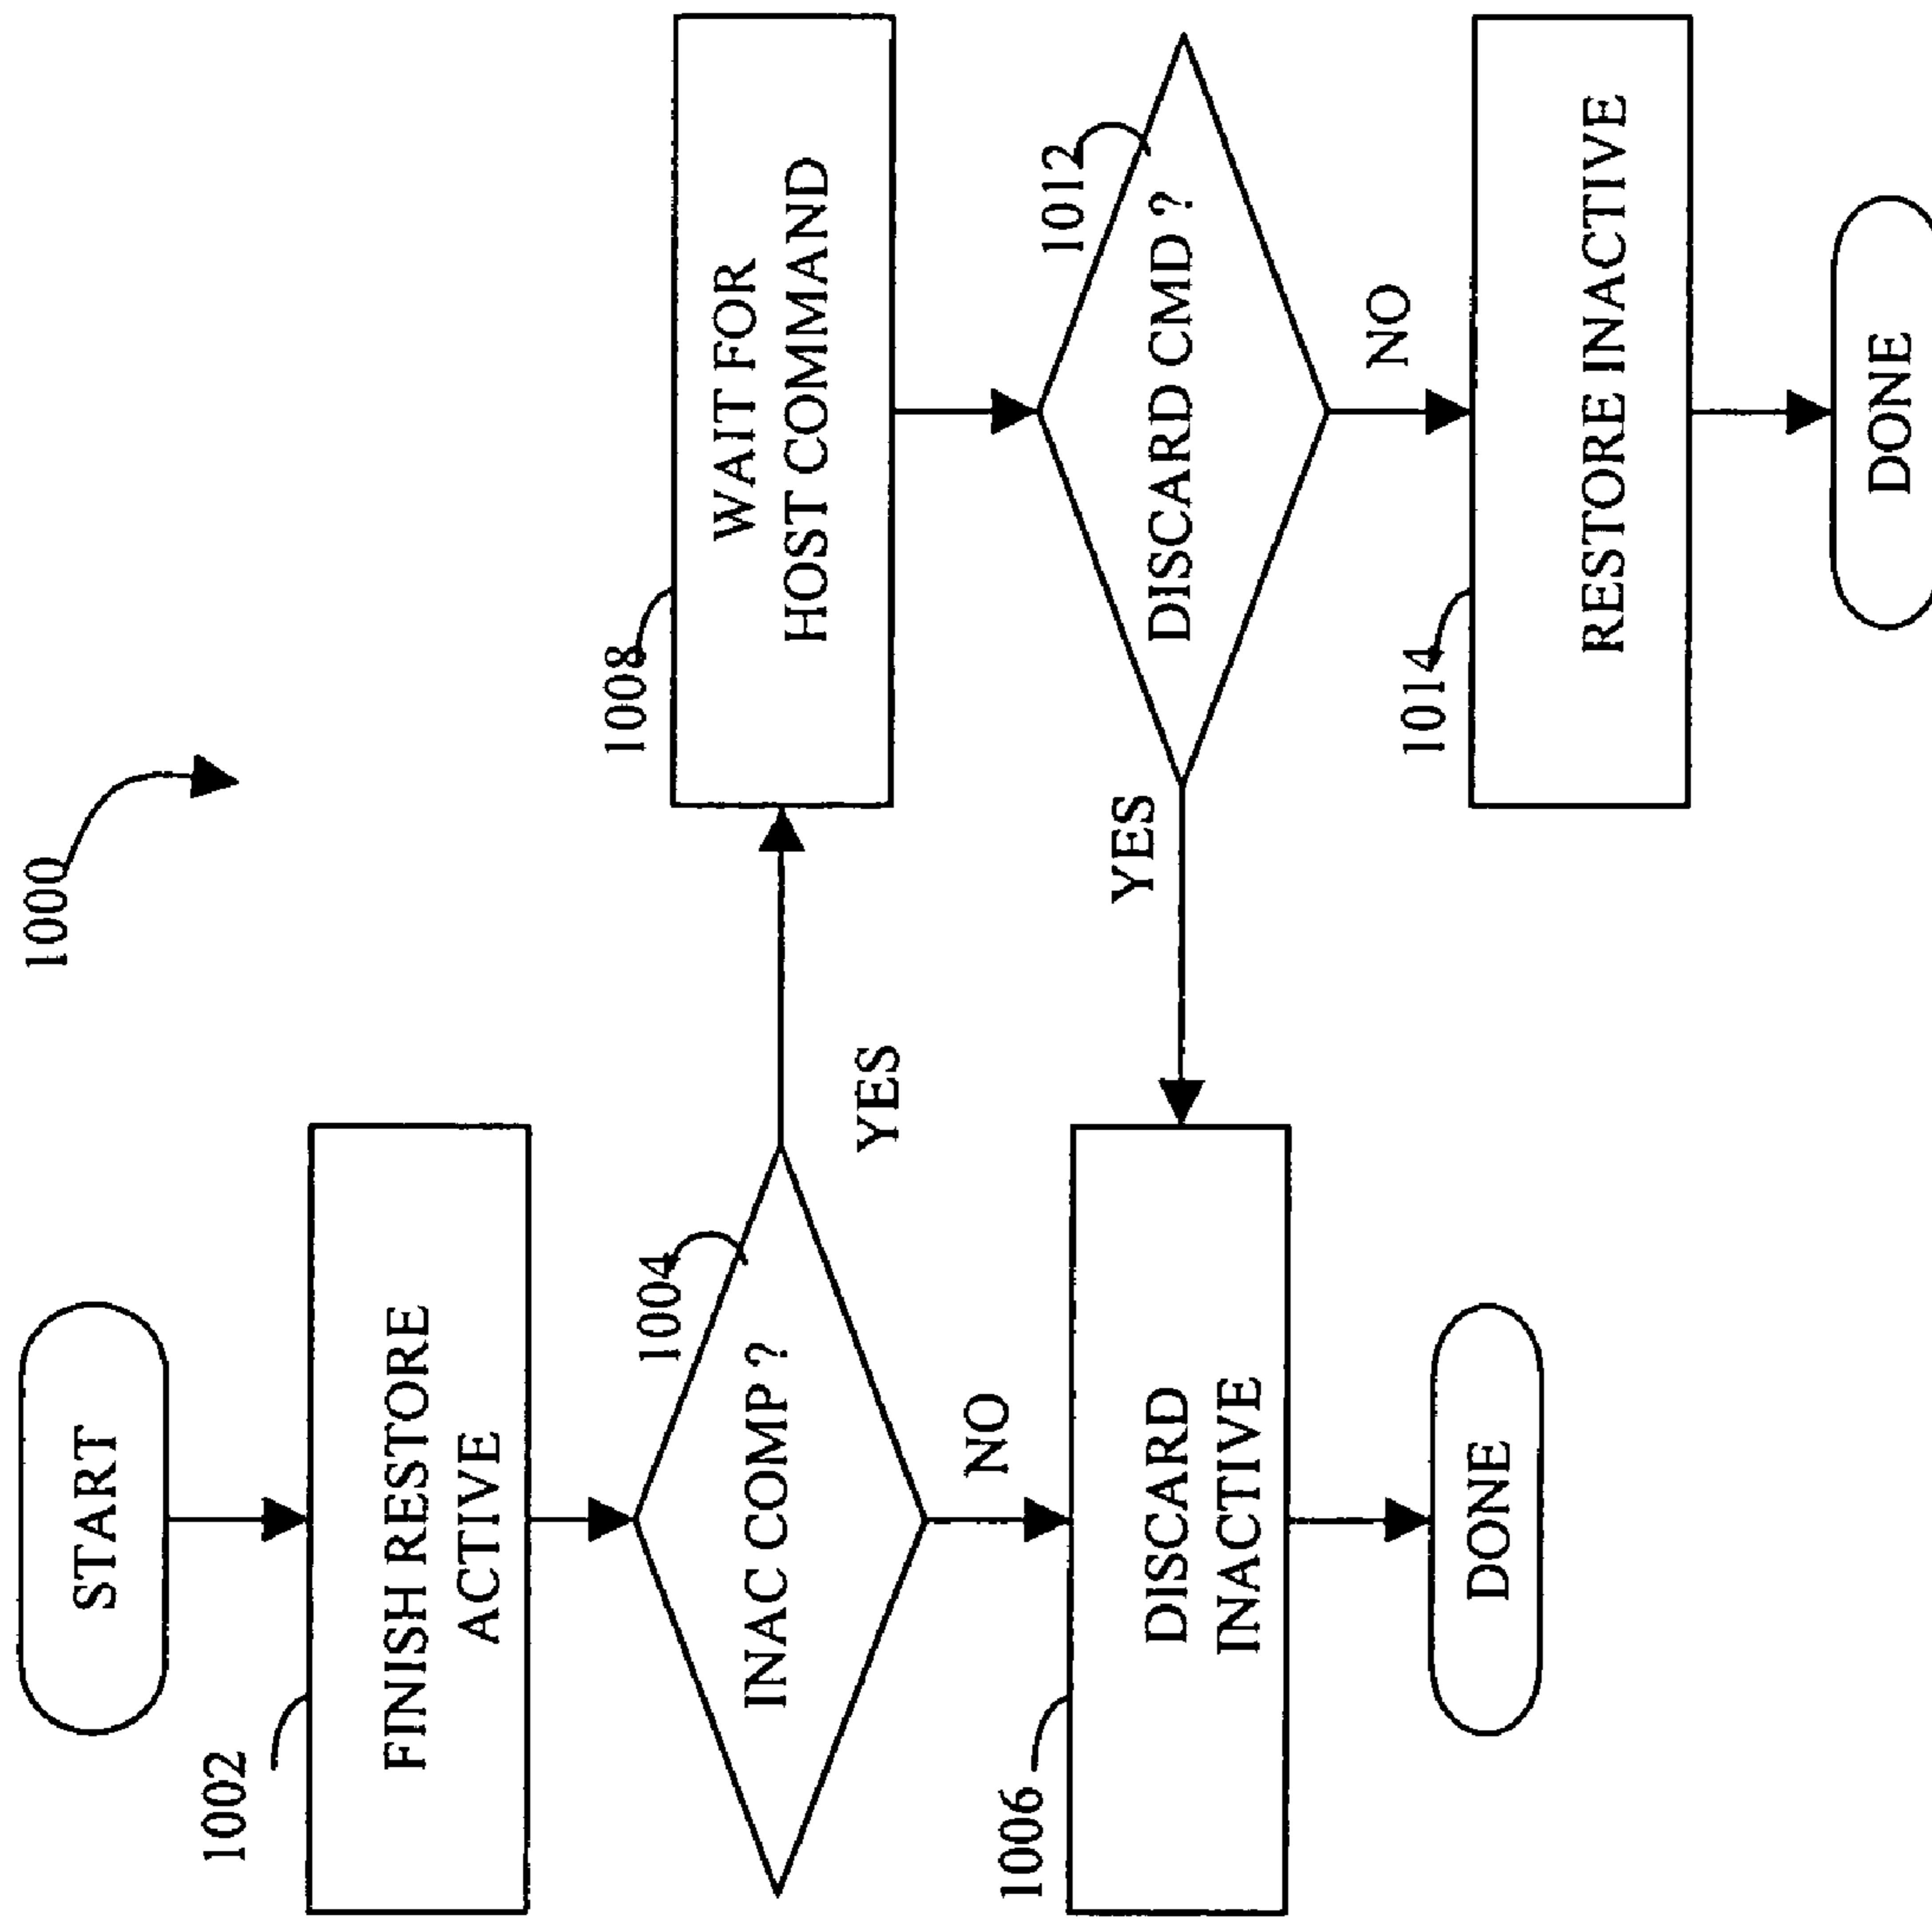 1000
START
1002
FINISH RESTORE
ACTIVE
1004
INAC COMP ?
YES
NO
1006
DISCARD
INACTIVE
DONE
1008
WAIT FOR
HOST COMMAND
1012
DISCARD CMD ?
YES
NO
1014
RESTORE INACTIVE
DONE